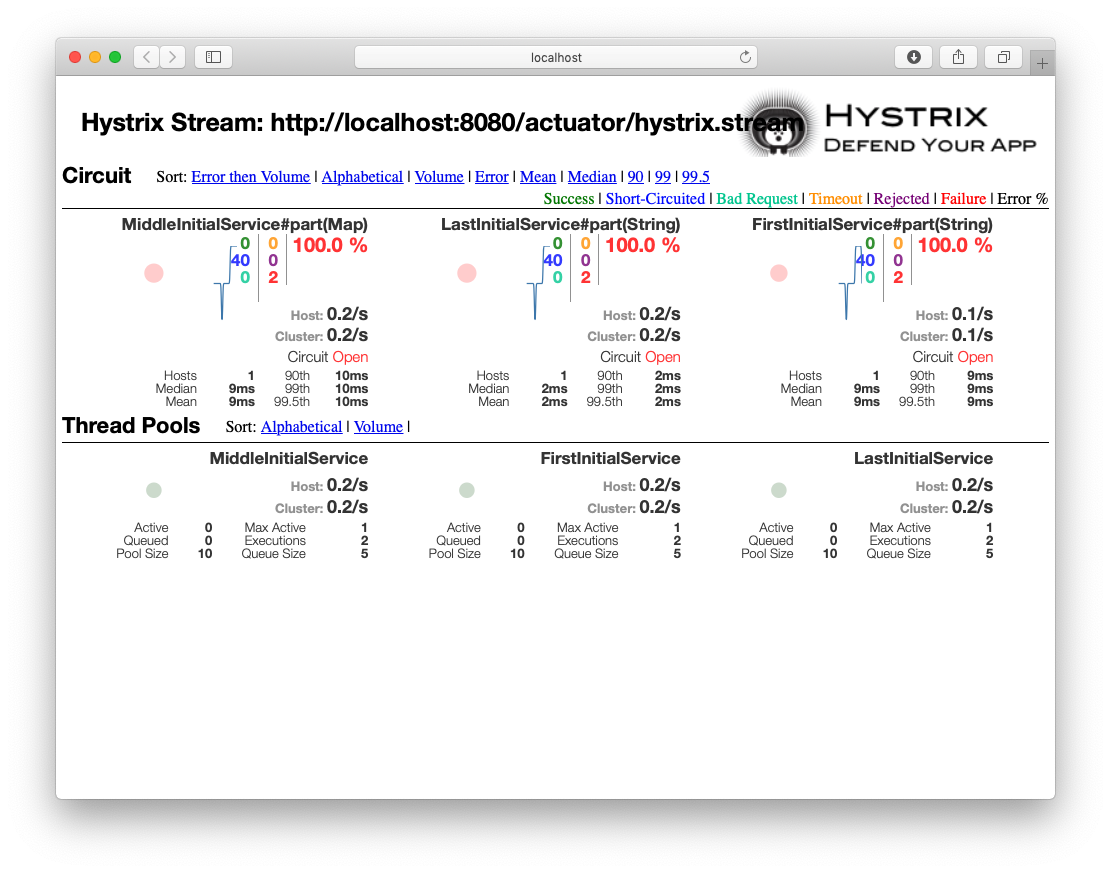 localhost
Hystrix Stream: http://localhost:8080/actuator/hystrix.stream
HYSTRIX
DEFEND YOUR APP
Circuit Sort: Error then Volume | Alphabetical | Volume | Error | Mean | Median | 90 | 99 | 99.5
Success | Short-Circuited | Bad Request | Timeout | Rejected | Failure | Error %
MiddleInitialService#part(Map)
0 0 100.0 %
40 0
0 2
Host: 0.2/s
Cluster: 0.2/s
Circuit Open
Hosts 1 90th 10ms
Median 9ms 99th 10ms
Mean 9ms 99.5th 10ms
LastInitialService#part(String)
0 0 100.0 %
40 0
0 2
Host: 0.2/s
Cluster: 0.2/s
Circuit Open
Hosts 1 90th 2ms
Median 2ms 99th 2ms
Mean 2ms 99.5th 2ms
FirstInitialService#part(String)
0 0 100.0 %
40 0
0 2
Host: 0.1/s
Cluster: 0.1/s
Circuit Open
Hosts 1 90th 9ms
Median 9ms 99th 9ms
Mean 9ms 99.5th 9ms
Thread Pools Sort: Alphabetical | Volume |
MiddleInitialService
Host: 0.2/s
Cluster: 0.2/s
Active 0 Max Active 1
Queued 0 Executions 2
Pool Size 10 Queue Size 5
FirstInitialService
Host: 0.2/s
Cluster: 0.2/s
Active 0 Max Active 1
Queued 0 Executions 2
Pool Size 10 Queue Size 5
LastInitialService
Host: 0.2/s
Cluster: 0.2/s
Active 0 Max Active 1
Queued 0 Executions 2
Pool Size 10 Queue Size 5